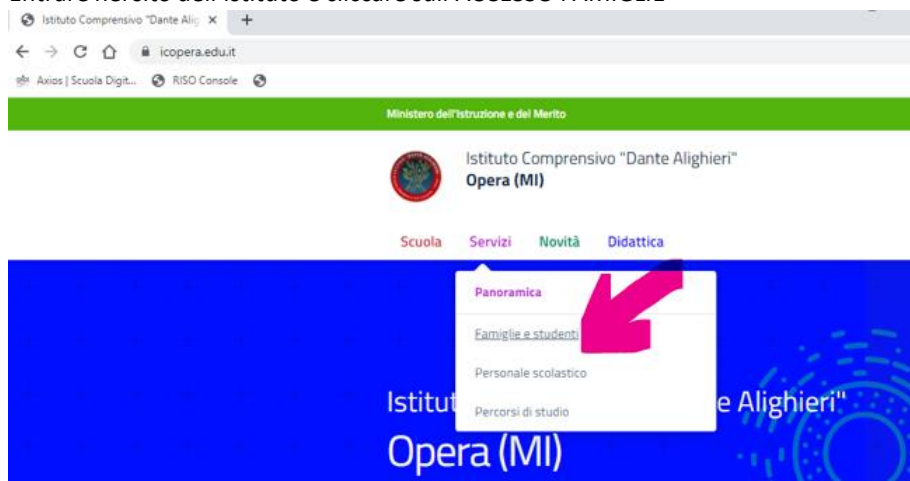 Istituto Comprensivo "Dante Alig
icopera.edu.it
Axios | Scuola Digit... RISO Console
Ministero dell'Istruzione e del Merito
Istituto Comprensivo "Dante Alighieri"
Opera (MI)
Scuola Servizi Novità Didattica
Panoramica
Famiglie e studenti
Personale scolastico
Percorsi di studio
Istitut e Alighieri"
Opera (MI)